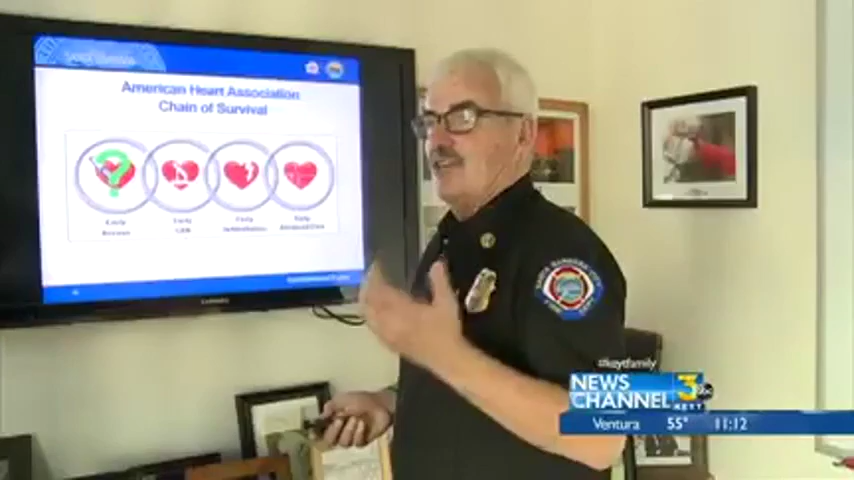 American Heart Association
Chain of Survival
Early
Access
Early
CPR
Early
Defibrillation
Early
Advanced Care
#keytfamily
NEWS
CHANNEL 3 abc
KEYT
Ventura 55° 11:12